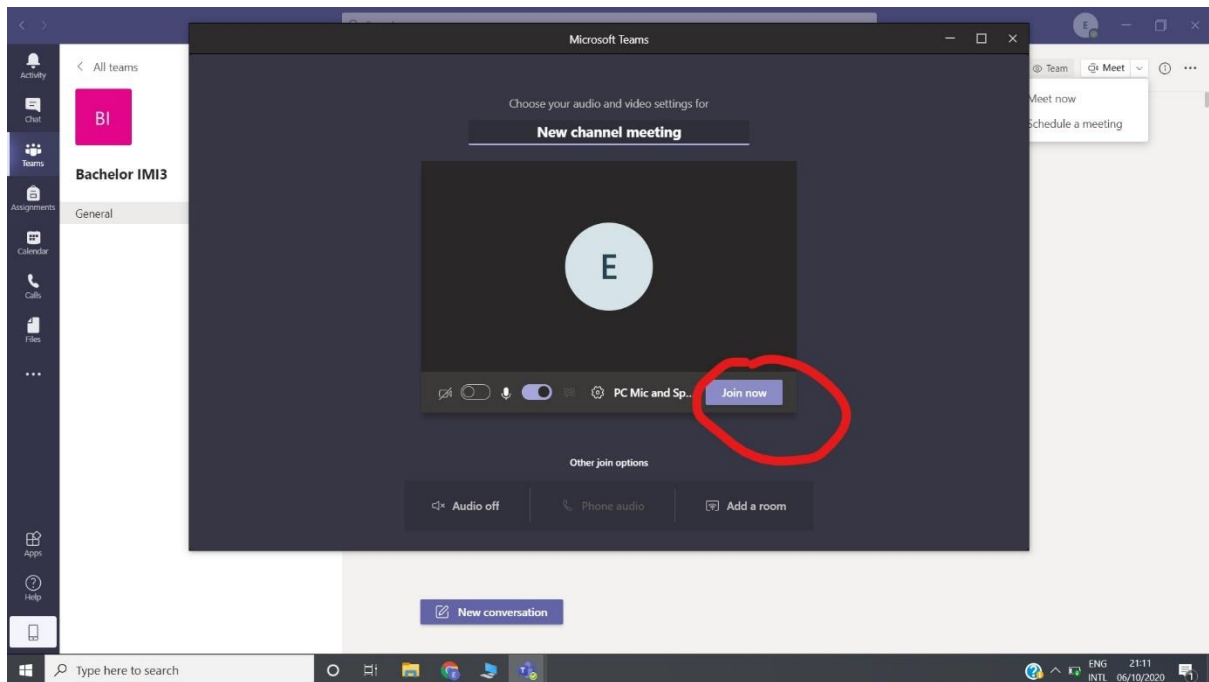 Microsoft Teams
E
Activity
Chat
Teams
Assignments
Calendar
Calls
Files
Apps
Help
All teams
BI
Bachelor IMI3
General
Team
Meet
Meet now
Schedule a meeting
Choose your audio and video settings for
New channel meeting
E
PC Mic and Sp...
Join now
Other join options
Audio off
Phone audio
Add a room
New conversation
Type here to search
ENG
INTL
21:11
06/10/2020